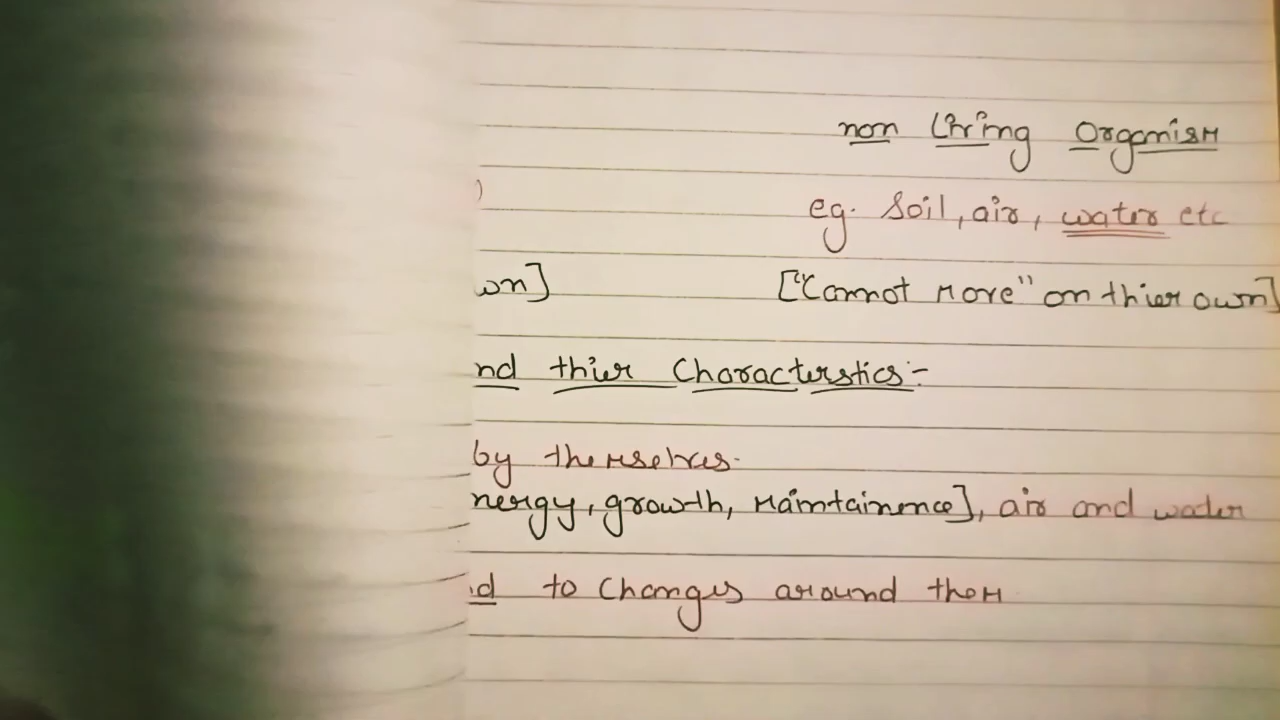 non Living Organism
)
eg. Soil, air, water etc
wn] ["Cannot move" on thier own]
nd thier Characterstics:-
by themselves.
nergy, growth, maintainence], air and water
d to Changes around them